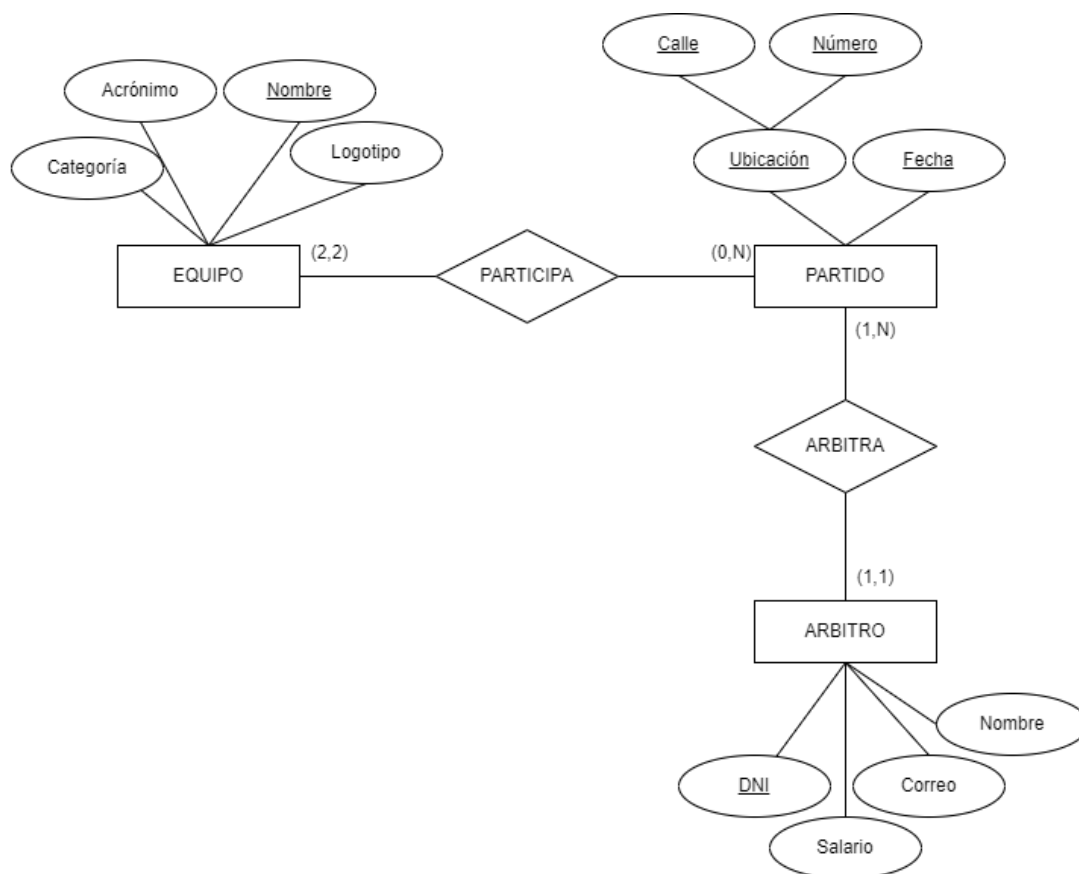 Calle
Número
Acrónimo
Nombre
Categoría
Logotipo
Ubicación
Fecha
EQUIPO
(2,2)
PARTICIPA
(0,N)
PARTIDO
(1,N)
ARBITRA
(1,1)
ARBITRO
Nombre
DNI
Correo
Salario